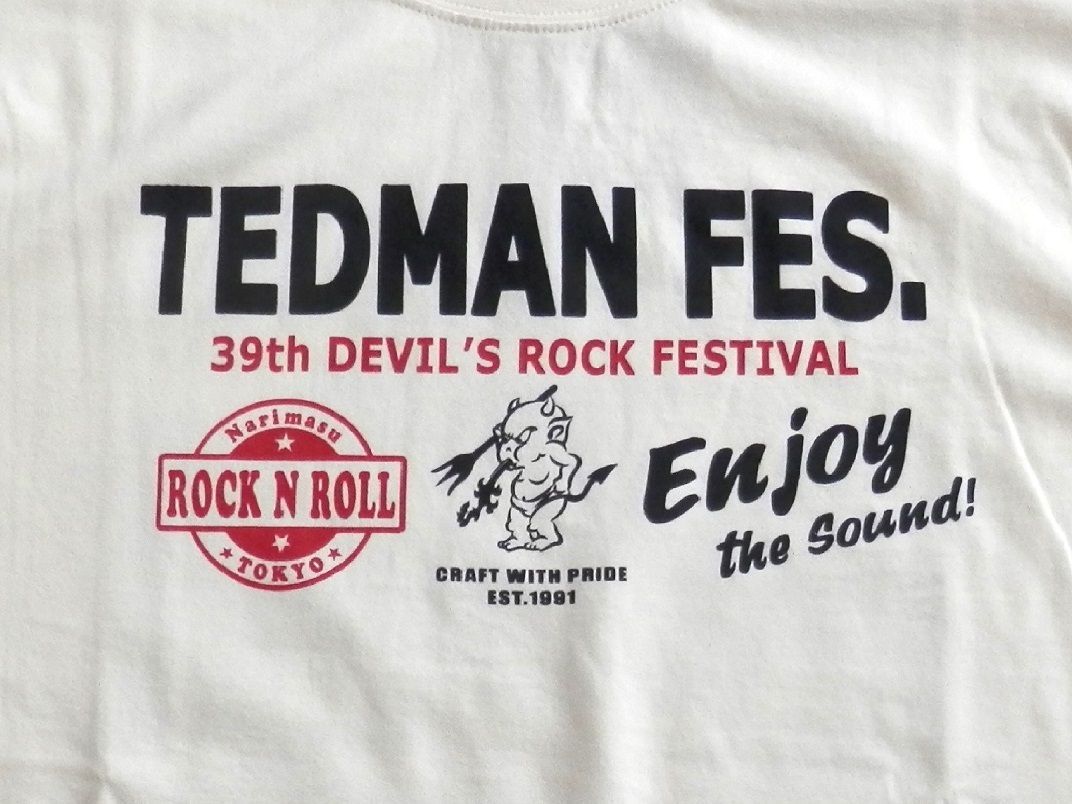 TEDMAN FES.
39th DEVIL'S ROCK FESTIVAL
Narimasu
ROCK N ROLL
TOKYO
CRAFT WITH PRIDE
EST.1991
Enjoy
the Sound!